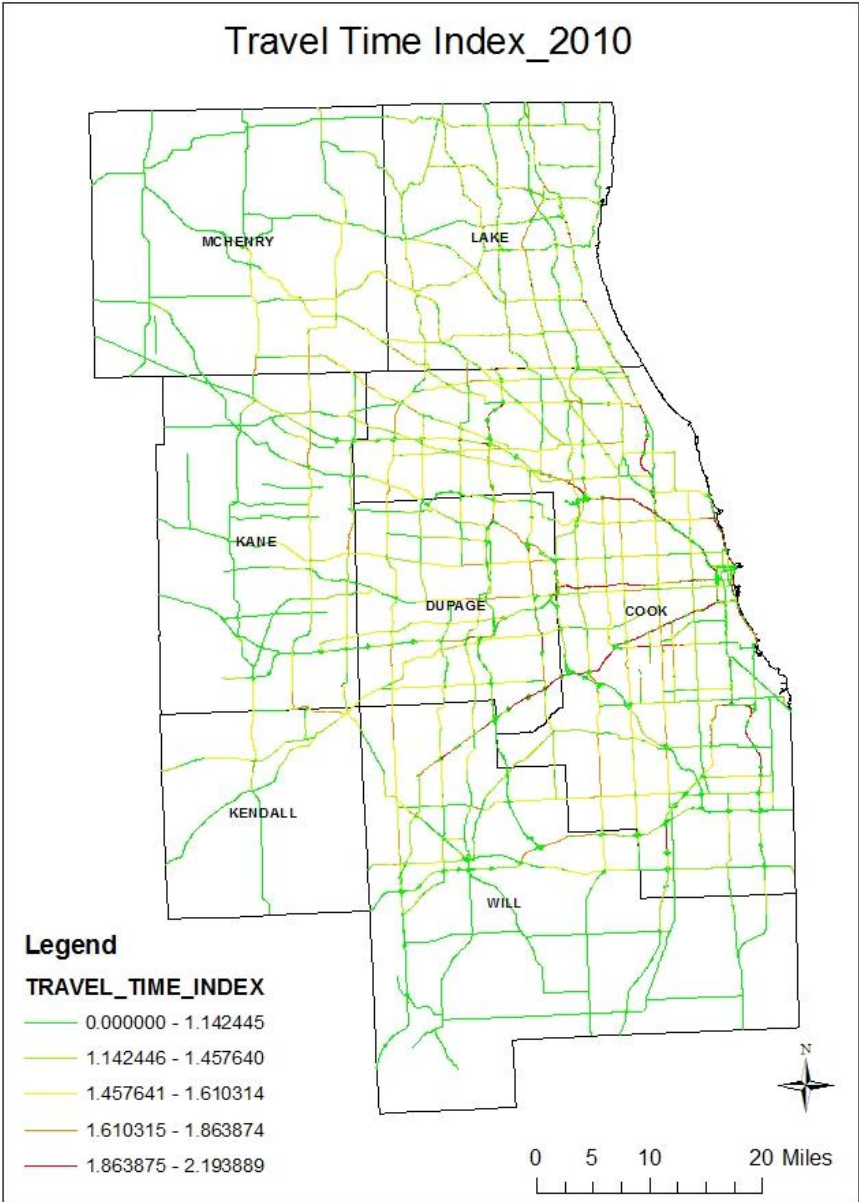 Travel Time Index_2010
MCHENRY
LAKE
KANE
DUPAGE
COOK
KENDALL
WILL
Legend
TRAVEL_TIME_INDEX
0.000000 - 1.142445
1.142446 - 1.457640
1.457641 - 1.610314
1.610315 - 1.863874
1.863875 - 2.193889
N
0 5 10 20 Miles